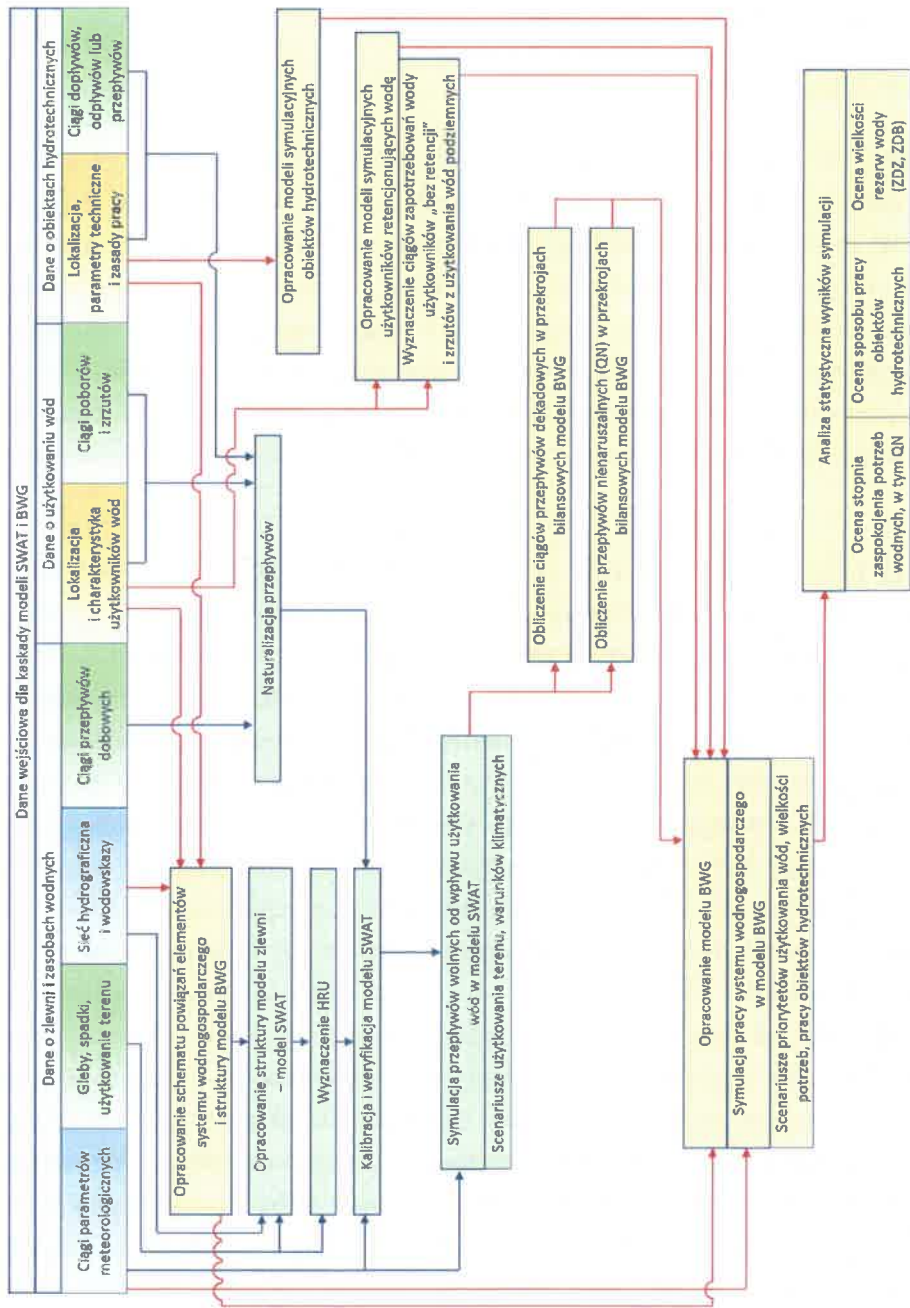 Dane wejściowe dla kaskady modeli SWAT i BWG
Dane o zlewni i zasobach wodnych
Dane o użytkowaniu wód
Dane o obiektach hydrotechnicznych
Ciągi parametrów
meteorologicznych
Gleby, spadki,
użytkowanie terenu
Sieć hydrograficzna
i wodowskazy
Ciągi przepływów
dobowych
Lokalizacja
i charakterystyka
użytkowników wód
Ciągi poborów
i zrzutów
Lokalizacja,
parametry techniczne
i zasady pracy
Ciągi dopływów,
odpływów lub
przepływów
Opracowanie schematu powiązań elementów
systemu wodnogospodarczego
i struktury modelu BWG
Opracowanie struktury modelu zlewni
– model SWAT
Wyznaczenie HRU
Kalibracja i weryfikacja modelu SWAT
Naturalizacja przepływów
Opracowanie modeli symulacyjnych
obiektów hydrotechnicznych
Opracowanie modeli symulacyjnych
użytkowników retencjonujących wodę
Wyznaczenie ciągów zapotrzebowań wody
użytkowników „bez retencji”
i zrzutów z użytkowania wód podziemnych
Symulacja przepływów wolnych od wpływu użytkowania
wód w modelu SWAT
Scenariusze użytkowania terenu, warunków klimatycznych
Obliczenie ciągów przepływów dekadowych w przekrojach
bilansowych modelu BWG
Obliczenie przepływów nienaruszalnych (QN) w przekrojach
bilansowych modelu BWG
Opracowanie modelu BWG
Symulacja pracy systemu wodnogospodarczego
w modelu BWG
Scenariusze priorytetów użytkowania wód, wielkości
potrzeb, pracy obiektów hydrotechnicznych
Analiza statystyczna wyników symulacji
Ocena stopnia
zaspokojenia potrzeb
wodnych, w tym QN
Ocena sposobu pracy
obiektów
hydrotechnicznych
Ocena wielkości
rezerw wody
(ZDZ, ZDB)